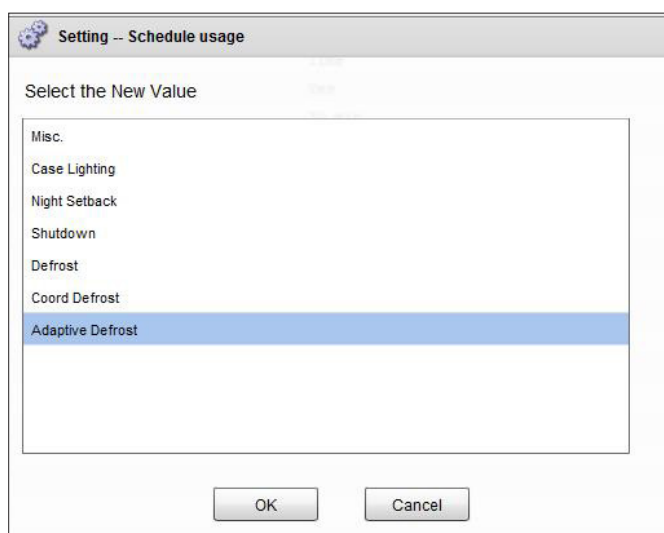 Setting -- Schedule usage
Select the New Value
Misc.
Case Lighting
Night Setback
Shutdown
Defrost
Coord Defrost
Adaptive Defrost
OK
Cancel